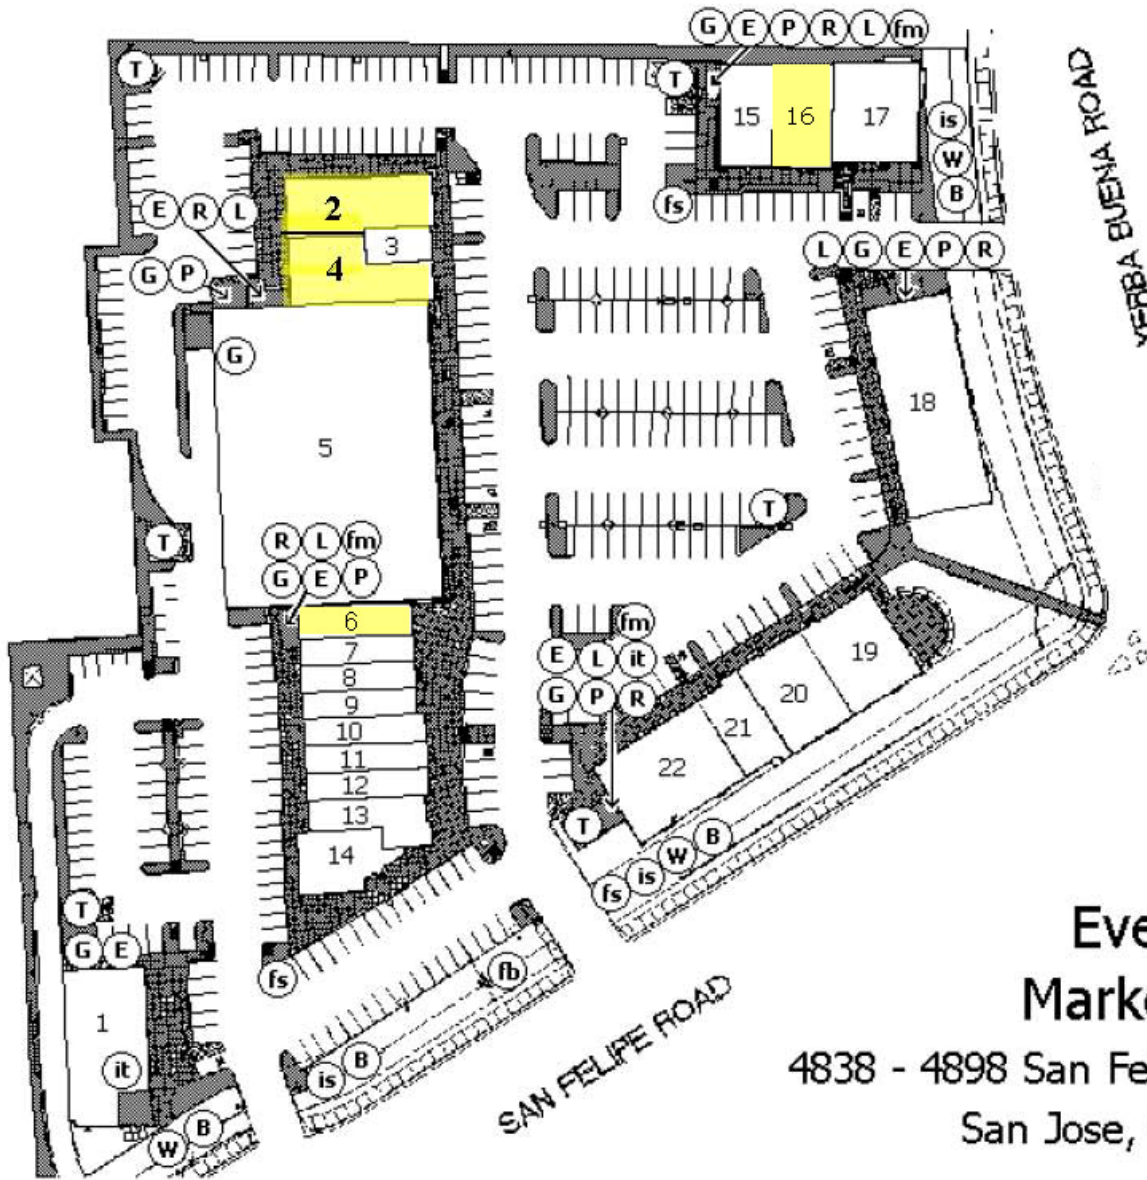 G E P R L fm
T
T
15 16 17
is
W
B
fs
YERBA BUENA ROAD
E R L
2
3
4
G P
L G E P R
G
18
5
T
R L fm
G E P
T
6
7
8
9
10
11
12
13
14
fm
E L it
G P R
19
20
21
22
T
fs is W B
T
G E
fs
fb
1
it
is B
W B
SAN FELIPE ROAD
Eve
Marke
4838 - 4898 San Fe
San Jose,